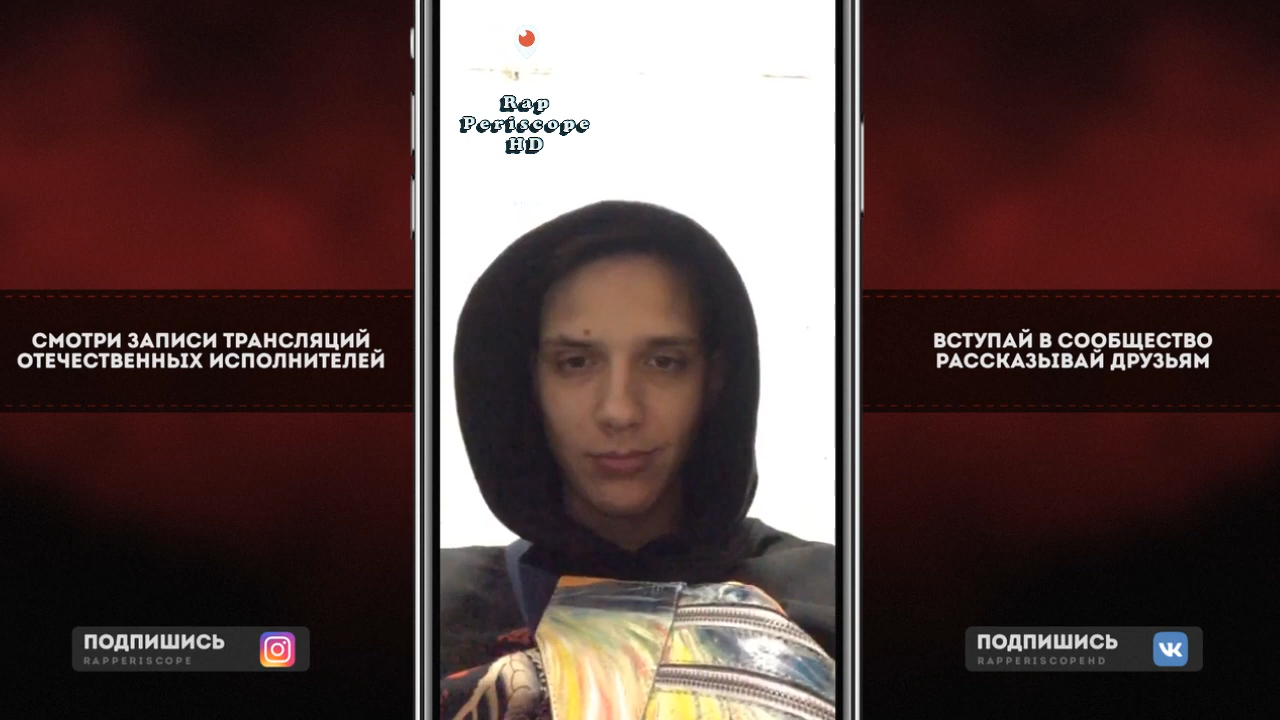 Rap
Periscope
HD
СМОТРИ ЗАПИСИ ТРАНСЛЯЦИЙ
ОТЕЧЕСТВЕННЫХ ИСПОЛНИТЕЛЕЙ
ВСТУПАЙ В СООБЩЕСТВО
РАССКАЗЫВАЙ ДРУЗЬЯМ
ПОДПИШИСЬ
RAPPERISCOPE
ПОДПИШИСЬ
RAPPERISCOPEHD